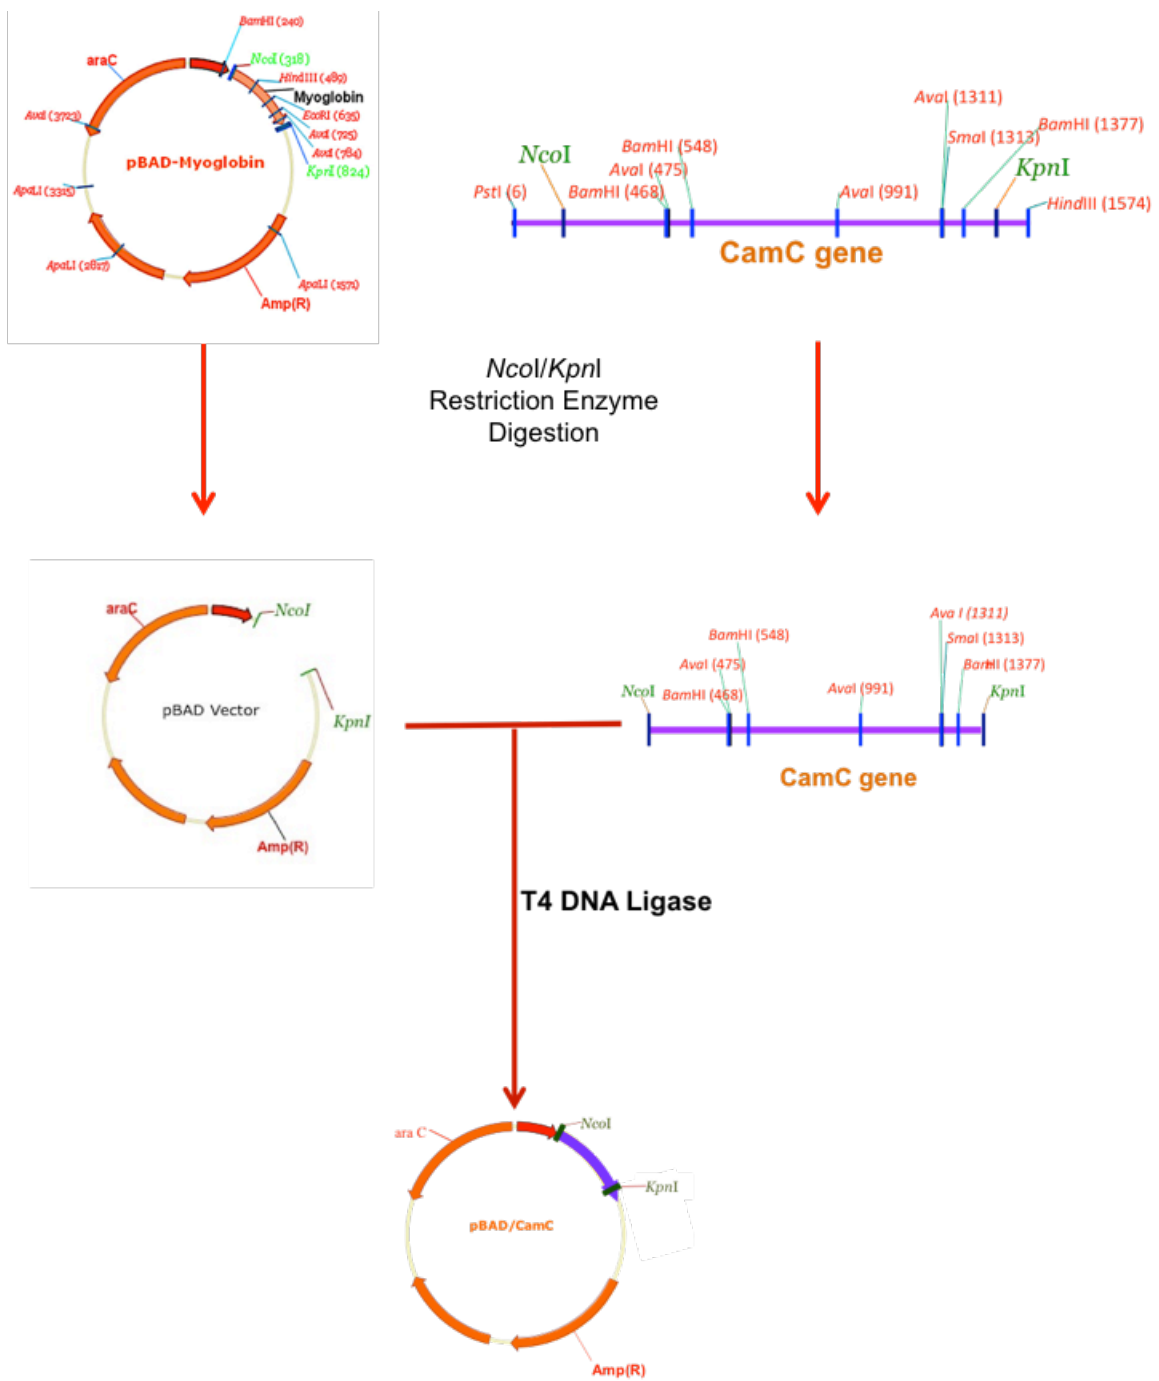 BamHI (240)
NcoI (318)
araC
HindIII (489)
Myoglobin
EcoRI (635)
AvaI (3723)
AvaI (725)
AvaI (784)
pBAD-Myoglobin
KpnI (824)
ApaLI (3315)
ApaLI (2817)
ApaLI (1571)
Amp(R)
AvaI (1311)
SmaI (1313)
BamHI (1377)
BamHI (548)
NcoI
AvaI (475)
KpnI
PstI (6)
BamHI (468)
AvaI (991)
HindIII (1574)
CamC gene
NcoI/KpnI
Restriction Enzyme
Digestion
araC
NcoI
pBAD Vector
KpnI
Amp(R)
Ava I (1311)
BamHI (548)
SmaI (1313)
AvaI (475)
BamHI (1377)
NcoI
BamHI (468)
AvaI (991)
KpnI
CamC gene
T4 DNA Ligase
ara C
NcoI
KpnI
pBAD/CamC
Amp(R)